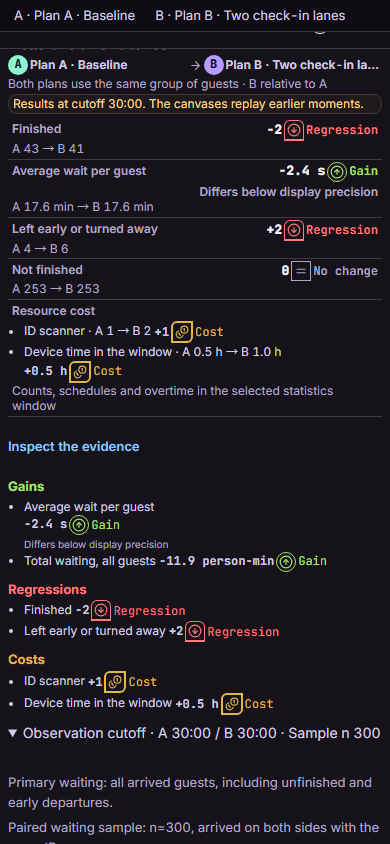 A · Plan A · Baseline B · Plan B · Two check-in lanes
A Plan A · Baseline → B Plan B · Two check-in la...
Both plans use the same group of guests · B relative to A
Results at cutoff 30:00. The canvases replay earlier moments.
Finished -2 Regression
A 43 → B 41
Average wait per guest -2.4 s Gain
Differs below display precision
A 17.6 min → B 17.6 min
Left early or turned away +2 Regression
A 4 → B 6
Not finished 0 = No change
A 253 → B 253
Resource cost
• ID scanner · A 1 → B 2 +1 Cost
• Device time in the window · A 0.5 h → B 1.0 h
+0.5 h Cost
Counts, schedules and overtime in the selected statistics
window
Inspect the evidence
Gains
• Average wait per guest
-2.4 s Gain
Differs below display precision
• Total waiting, all guests -11.9 person-min Gain
Regressions
• Finished -2 Regression
• Left early or turned away +2 Regression
Costs
• ID scanner +1 Cost
• Device time in the window +0.5 h Cost
▼ Observation cutoff · A 30:00 / B 30:00 · Sample n 300
Primary waiting: all arrived guests, including unfinished and
early departures.
Paired waiting sample: n=300, arrived on both sides with the